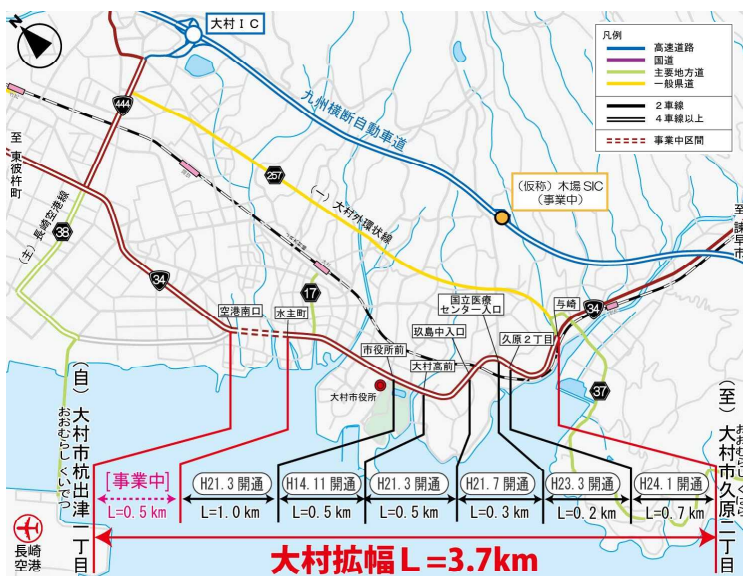 N
大村ＩＣ
凡例
高速道路
国道
主要地方道
一般県道
２車線
４車線以上
事業中区間
444
九州横断自動車道
至 東彼杵町
257
(一)大村外環状線
(仮称)木場SIC
(事業中)
至 諫早市
(主)長崎空港線
38
34
17
空港南口
水主町
国立医療
センター入口
与崎
34
玖島中入口
久原２丁目
市役所前
大村高前
大村市役所
37
(自)大村市杭出津一丁目
おおむらし くいでつ
(至)大村市久原二丁目
おおむらし くばら
[事業中]
H21.3 開通
H14.11 開通
H21.3 開通
H21.7 開通
H23.3 開通
H24.1 開通
L=0.5 km
L=1.0 km
L=0.5 km
L=0.5 km
L=0.3 km
L=0.2 km
L=0.7 km
長崎
空港
大村拡幅Ｌ=3.7km